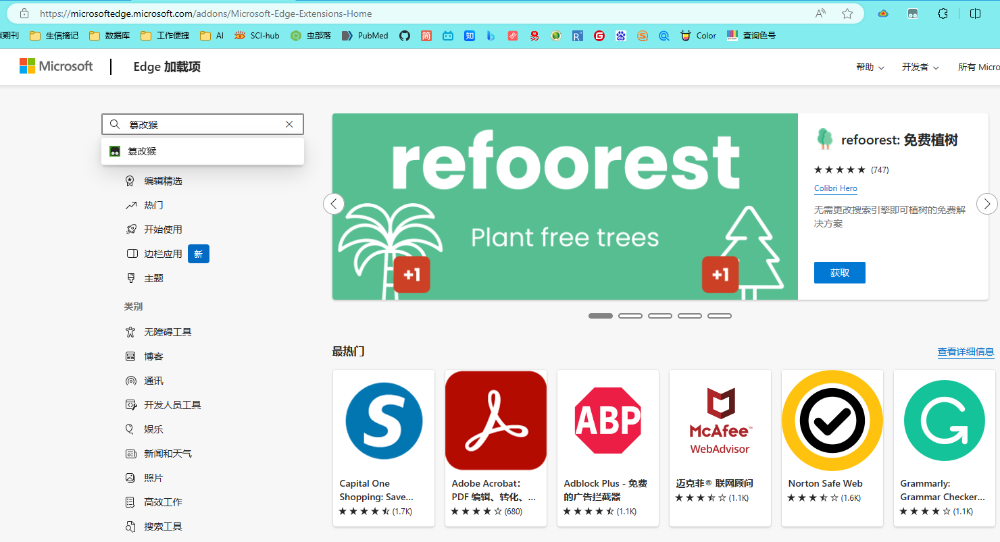 https://microsoftedge.microsoft.com/addons/Microsoft-Edge-Extensions-Home
期刊 生信摘记 数据库 工作便捷 AI SCI-hub 虫部落 PubMed 简 知 R Color 查询色号
Microsoft Edge 加载项 帮助 开发者 所有 Micro
篡改猴
篡改猴
编辑精选
热门
开始使用
边栏应用 新
主题
类别
无障碍工具
博客
通讯
开发人员工具
娱乐
新闻和天气
照片
高效工作
搜索工具
refoorest
Plant free trees
+1 +1
refoorest: 免费植树
(747)
Colibri Hero
无需更改搜索引擎即可植树的免费解
决方案
获取
最热门 查看详细信息
S
Capital One
Shopping: Save...
(1.7K)
Adobe Acrobat:
PDF 编辑、转化、...
(680)
ABP
Adblock Plus - 免费
的广告拦截器
(1.1K)
McAfee™
WebAdvisor
迈克菲® 联网顾问
(1.1K)
Norton Safe Web
(1.6K)
G
Grammarly:
Grammar Checker...
(1.1K)